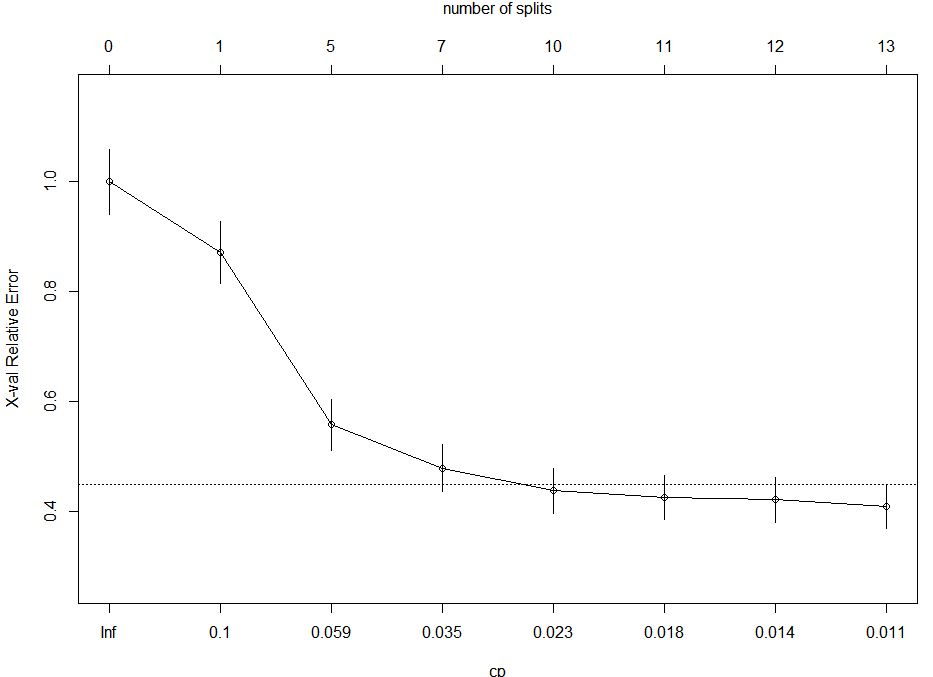 number of splits
0 1 5 7 10 11 12 13
X-val Relative Error
1.0
0.8
0.6
0.4
Inf 0.1 0.059 0.035 0.023 0.018 0.014 0.011
cp